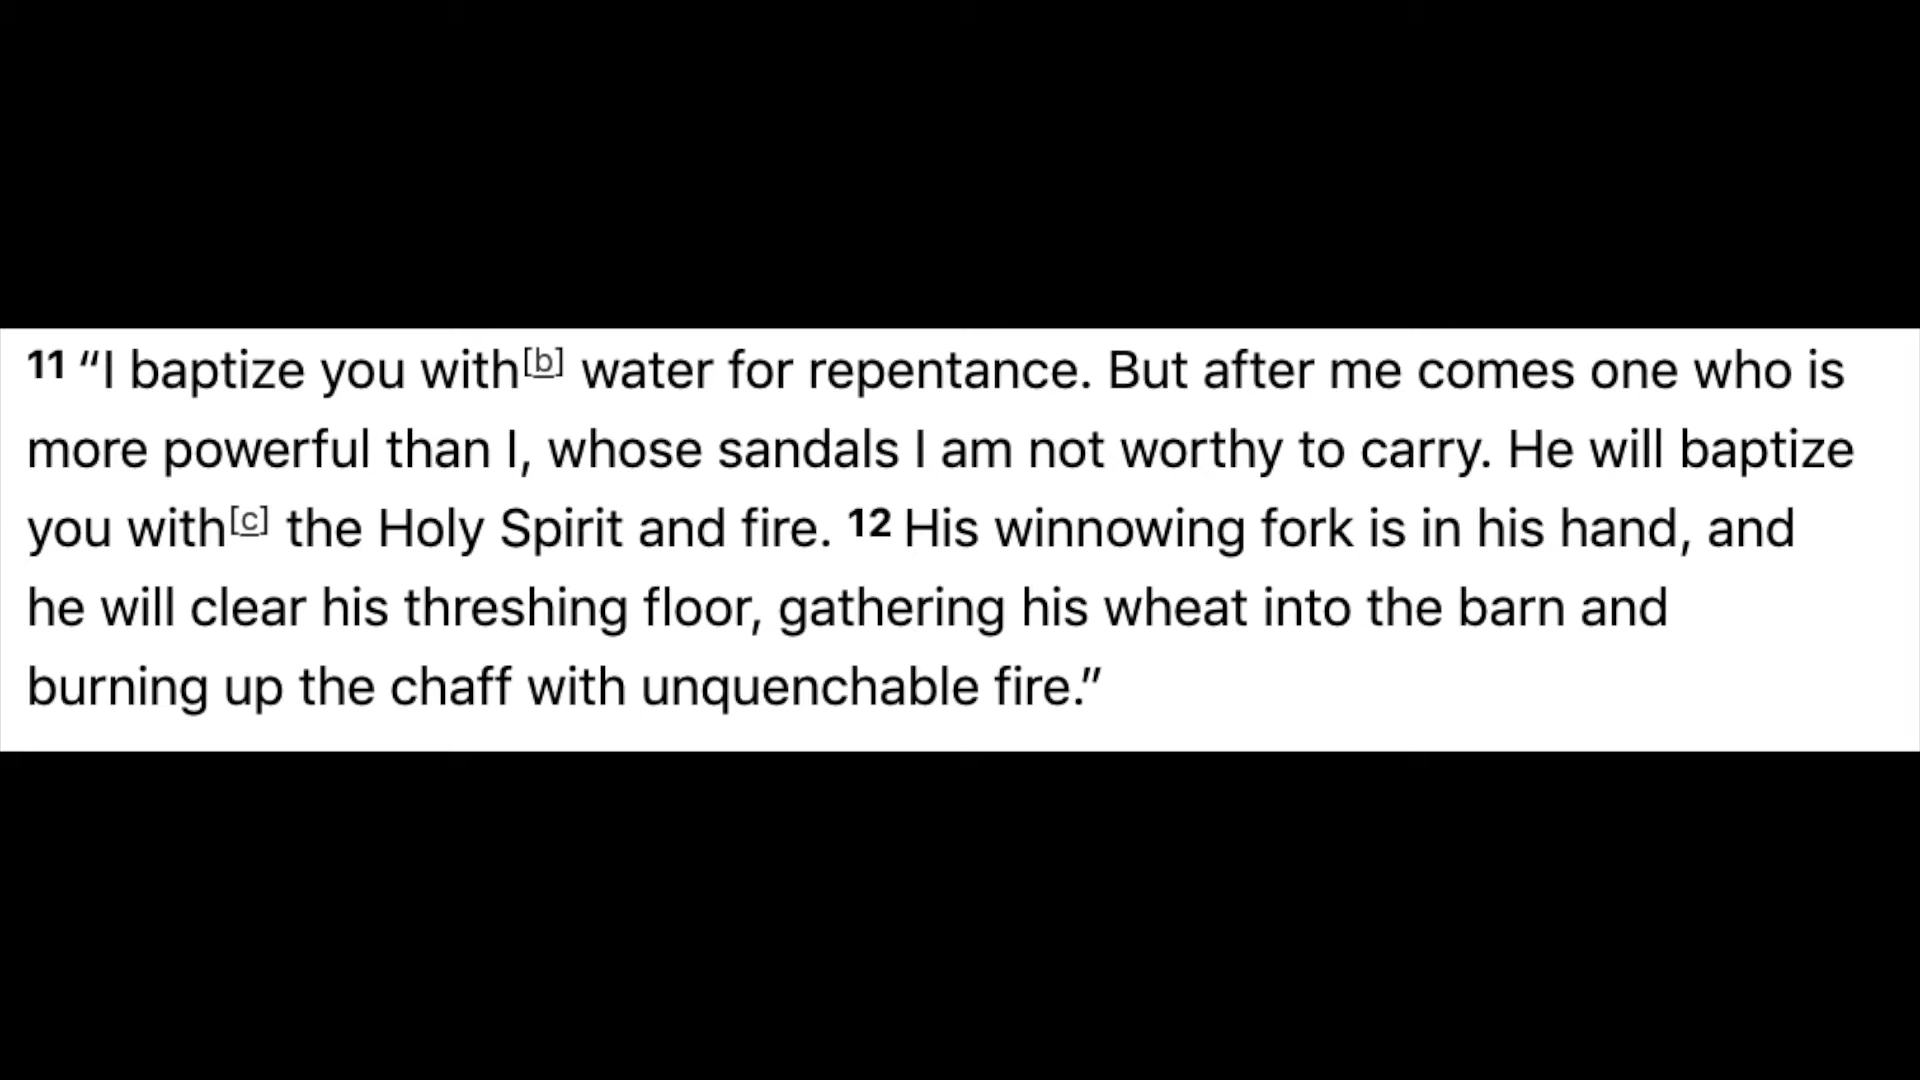 11 “I baptize you with[b] water for repentance. But after me comes one who is
more powerful than I, whose sandals I am not worthy to carry. He will baptize
you with[c] the Holy Spirit and fire. 12 His winnowing fork is in his hand, and
he will clear his threshing floor, gathering his wheat into the barn and
burning up the chaff with unquenchable fire.”